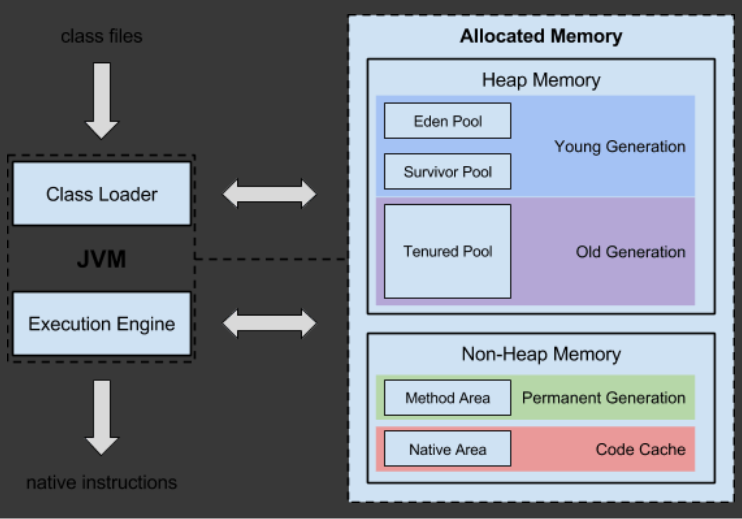 class files
Class Loader
JVM
Execution Engine
native instructions
Allocated Memory
Heap Memory
Eden Pool
Survivor Pool
Young Generation
Tenured Pool
Old Generation
Non-Heap Memory
Method Area
Permanent Generation
Native Area
Code Cache